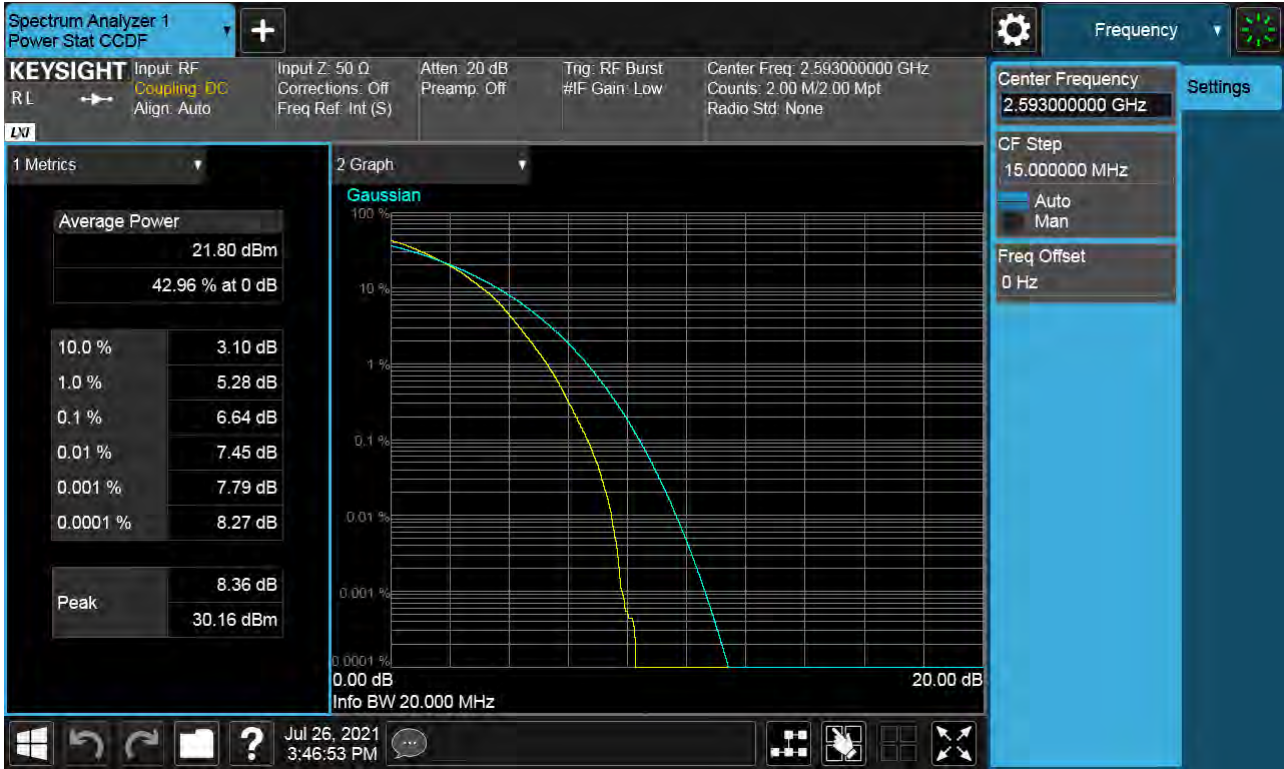 Spectrum Analyzer 1
Power Stat CCDF
+
Frequency
KEYSIGHT
Input: RF
Input Z: 50 Ω
Atten: 20 dB
Trig: RF Burst
Center Freq: 2.593000000 GHz
RL
Coupling: DC
Corrections: Off
Preamp: Off
#IF Gain: Low
Counts: 2.00 M/2.00 Mpt
Align: Auto
Freq Ref: Int (S)
Radio Std: None
LXI
Center Frequency
2.593000000 GHz
Settings
CF Step
15.000000 MHz
Auto
Man
Freq Offset
0 Hz
1 Metrics
Average Power
21.80 dBm
42.96 % at 0 dB
10.0 % 3.10 dB
1.0 % 5.28 dB
0.1 % 6.64 dB
0.01 % 7.45 dB
0.001 % 7.79 dB
0.0001 % 8.27 dB
Peak
8.36 dB
30.16 dBm
2 Graph
Gaussian
100 %
10 %
1 %
0.1 %
0.01 %
0.001 %
0.0001 %
0.00 dB 20.00 dB
Info BW 20.000 MHz
?
Jul 26, 2021
3:46:53 PM